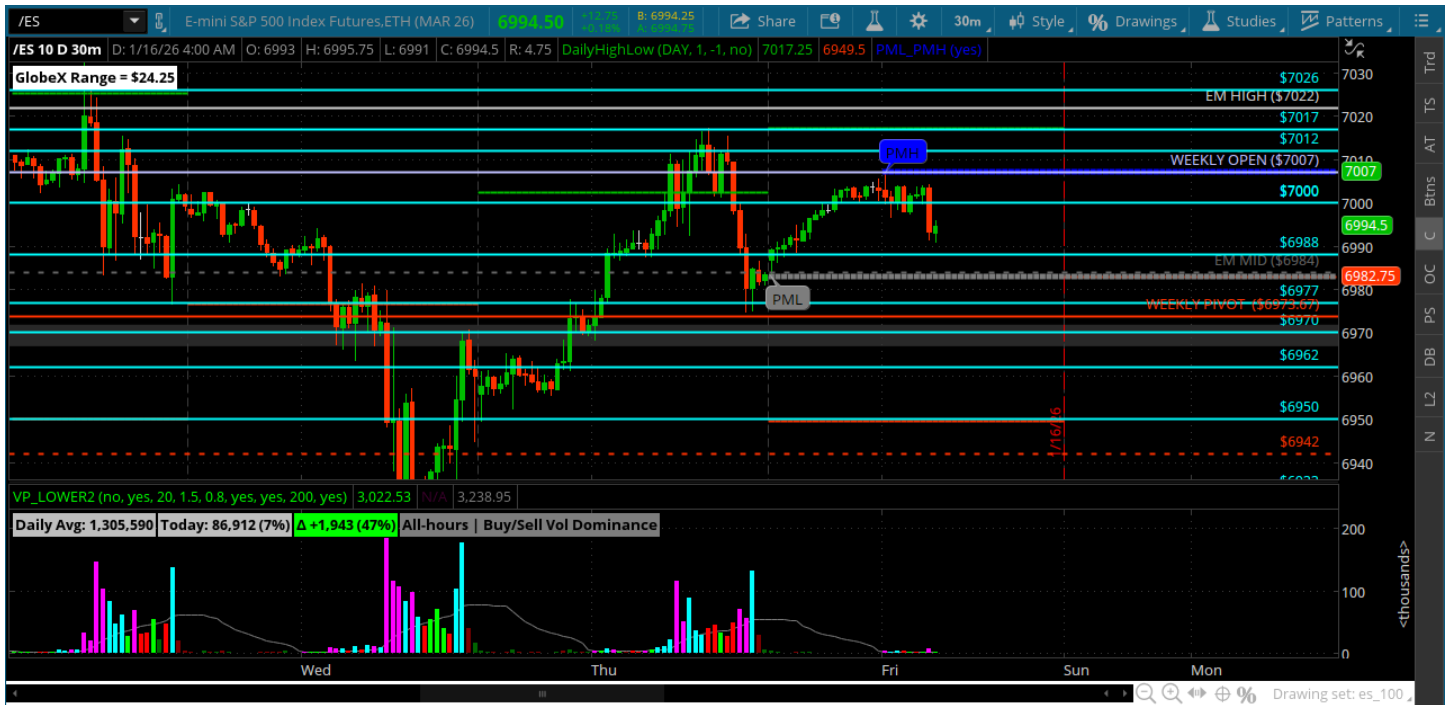 /ES E-mini S&P 500 Index Futures,ETH (MAR 26) 6994.50 +12.75 +0.18% B: 6994.25 A: 6994.75 Share 30m Style Drawings Studies Patterns
/ES 10 D 30m D: 1/16/26 4:00 AM O: 6993 H: 6995.75 L: 6991 C: 6994.5 R: 4.75 DailyHighLow (DAY, 1, -1, no) 7017.25 6949.5 PML_PMH (yes)
GlobeX Range = $24.25
$7026
EM HIGH ($7022)
$7017
$7012
PMH
WEEKLY OPEN ($7007)
$7000
$6988
EM MID ($6984)
PML
$6977
WEEKLY PIVOT ($6973.67)
$6970
$6962
$6950
$6942
/16/26
7030
7020
7010
7007
7000
6994.5
6990
6982.75
6980
6970
6960
6950
6940
Trd
TS
AT
Btns
C
OC
PS
DB
L2
N
VP_LOWER2 (no, yes, 20, 1.5, 0.8, yes, yes, 200, yes) 3,022.53 N/A 3,238.95
Daily Avg: 1,305,590 Today: 86,912 (7%) Δ +1,943 (47%) All-hours | Buy/Sell Vol Dominance
200
100
0
<thousands>
Wed Thu Fri Sun Mon
Drawing set: es_100